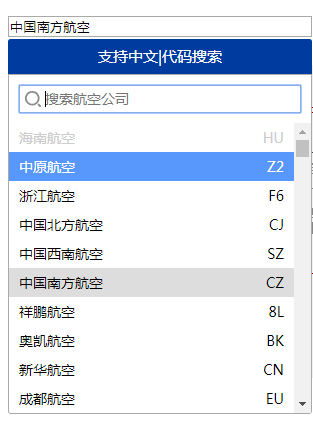 中国南方航空
支持中文|代码搜索
搜索航空公司
海南航空 HU
中原航空 Z2
浙江航空 F6
中国北方航空 CJ
中国西南航空 SZ
中国南方航空 CZ
祥鹏航空 8L
奥凯航空 BK
新华航空 CN
成都航空 EU